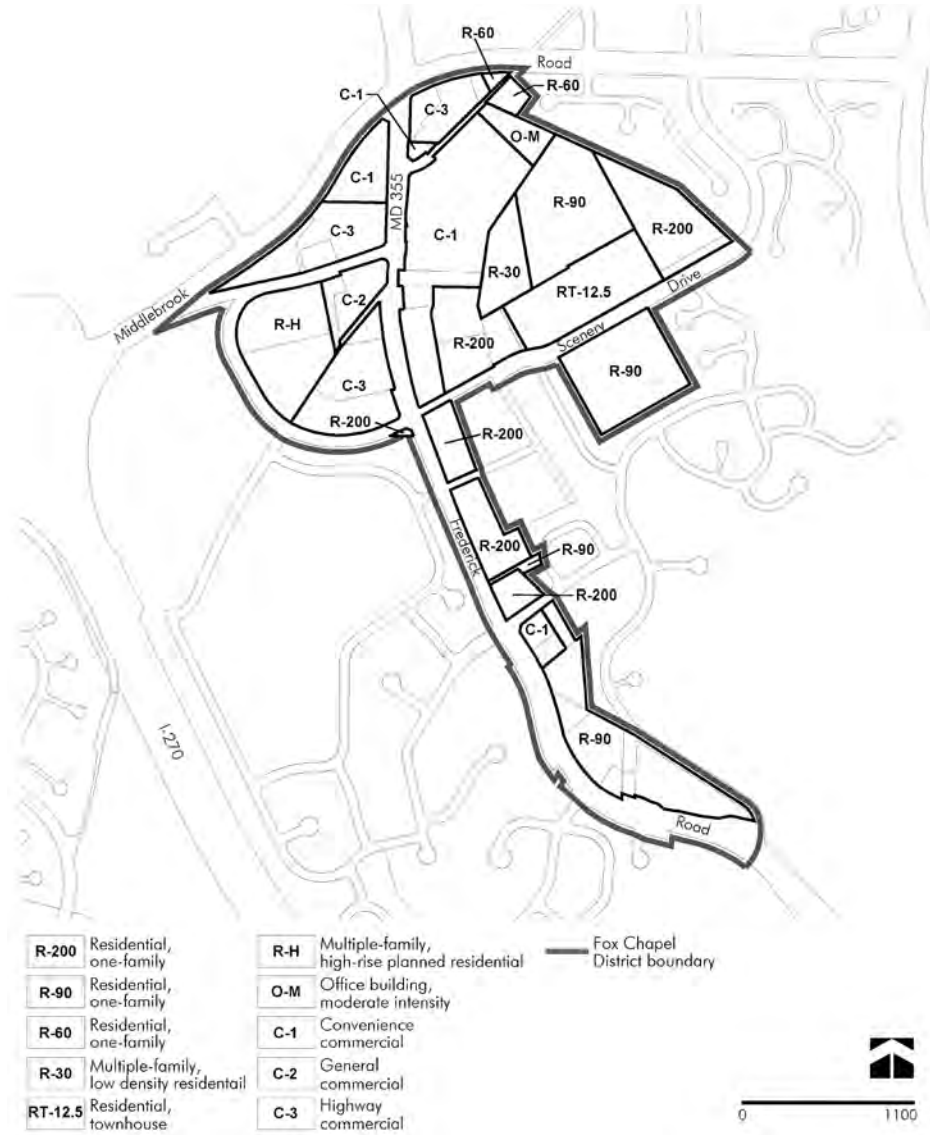 R-60
Road
C-1
C-3
R-60
O-M
C-1
MD 355
R-90
C-3
C-1
R-200
R-30
C-2
RT-12.5
Drive
Middlebrook
R-H
R-200
Scenery
C-3
R-90
R-200
R-200
Frederick
R-200
R-90
R-200
C-1
I-270
R-90
Road
R-200 Residential,
one-family
R-90 Residential,
one-family
R-60 Residential,
one-family
R-30 Multiple-family,
low density residentail
RT-12.5 Residential,
townhouse
R-H Multiple-family,
high-rise planned residential
O-M Office building,
moderate intensity
C-1 Convenience
commercial
C-2 General
commercial
C-3 Highway
commercial
Fox Chapel
District boundary
0 1100